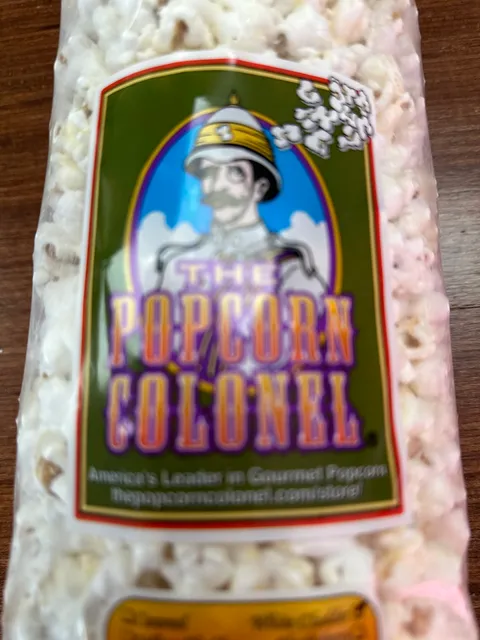 THE
POPCORN
COLONEL
America's Leader in Gourmet Popcorn
thepopcorncolonel.com/store/